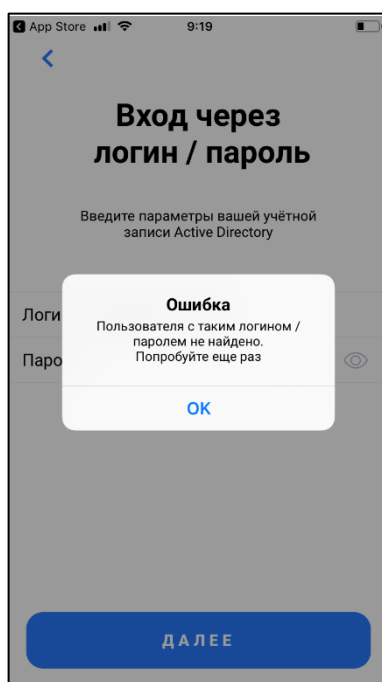 App Store 9:19
Вход через
логин / пароль
Введите параметры вашей учётной
записи Active Directory
Логи
Ошибка
Пользователя с таким логином /
паролем не найдено.
Попробуйте еще раз
Паро
OK
ДАЛЕЕ